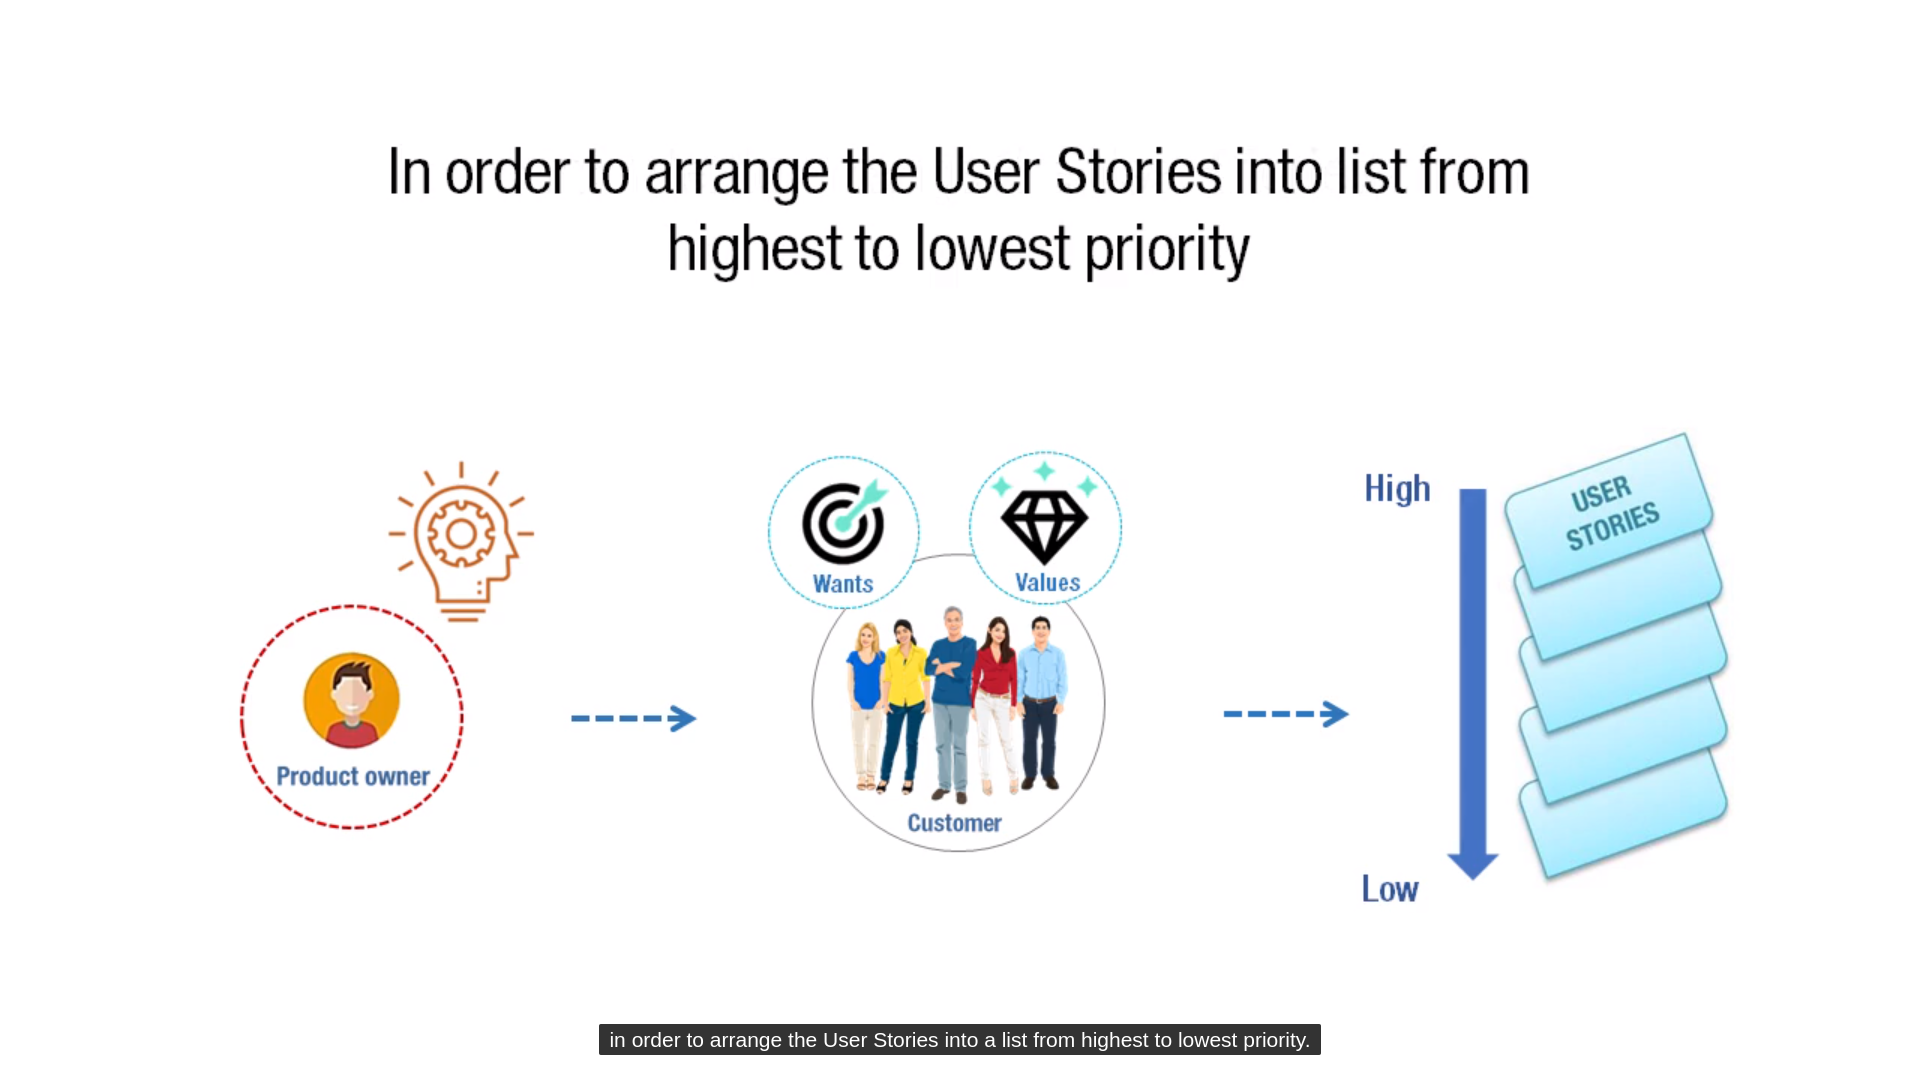 In order to arrange the User Stories into list from
highest to lowest priority
Wants
Values
Product owner
Customer
High
Low
USER
STORIES
in order to arrange the User Stories into a list from highest to lowest priority.